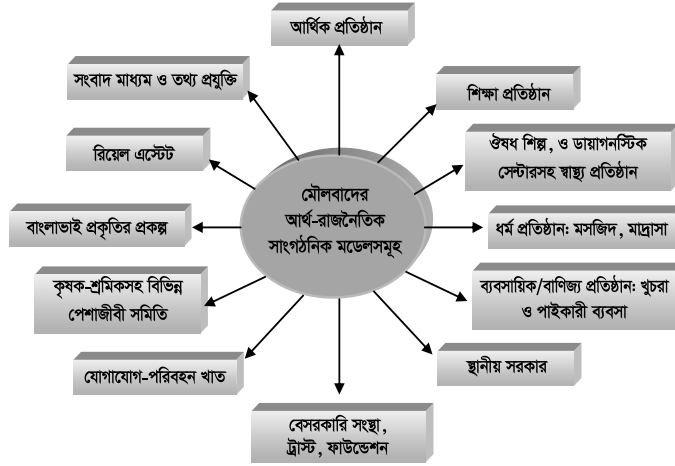 আর্থিক প্রতিষ্ঠান
সংবাদ মাধ্যম ও তথ্য প্রযুক্তি
শিক্ষা প্রতিষ্ঠান
রিয়েল এস্টেট
ঔষধ শিল্প, ও ডায়াগনস্টিক
সেন্টারসহ স্বাস্থ্য প্রতিষ্ঠান
মৌলবাদের
আর্থ-রাজনৈতিক
সাংগঠনিক মডেলসমূহ
বাংলাভাই প্রকৃতির প্রকল্প
ধর্ম প্রতিষ্ঠান: মসজিদ, মাদ্রাসা
কৃষক-শ্রমিকসহ বিভিন্ন
পেশাজীবী সমিতি
ব্যবসায়িক/বাণিজ্য প্রতিষ্ঠান: খুচরা
ও পাইকারী ব্যবসা
যোগাযোগ-পরিবহন খাত
স্থানীয় সরকার
বেসরকারি সংস্থা,
ট্রাস্ট, ফাউন্ডেশন